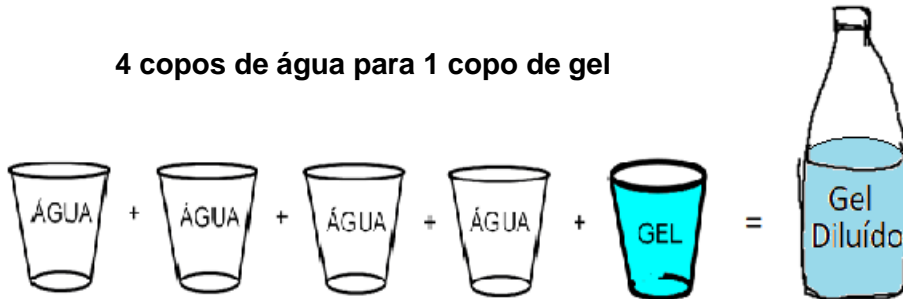 4 copos de água para 1 copo de gel
ÁGUA + ÁGUA + ÁGUA + ÁGUA + GEL =
Gel
Diluído